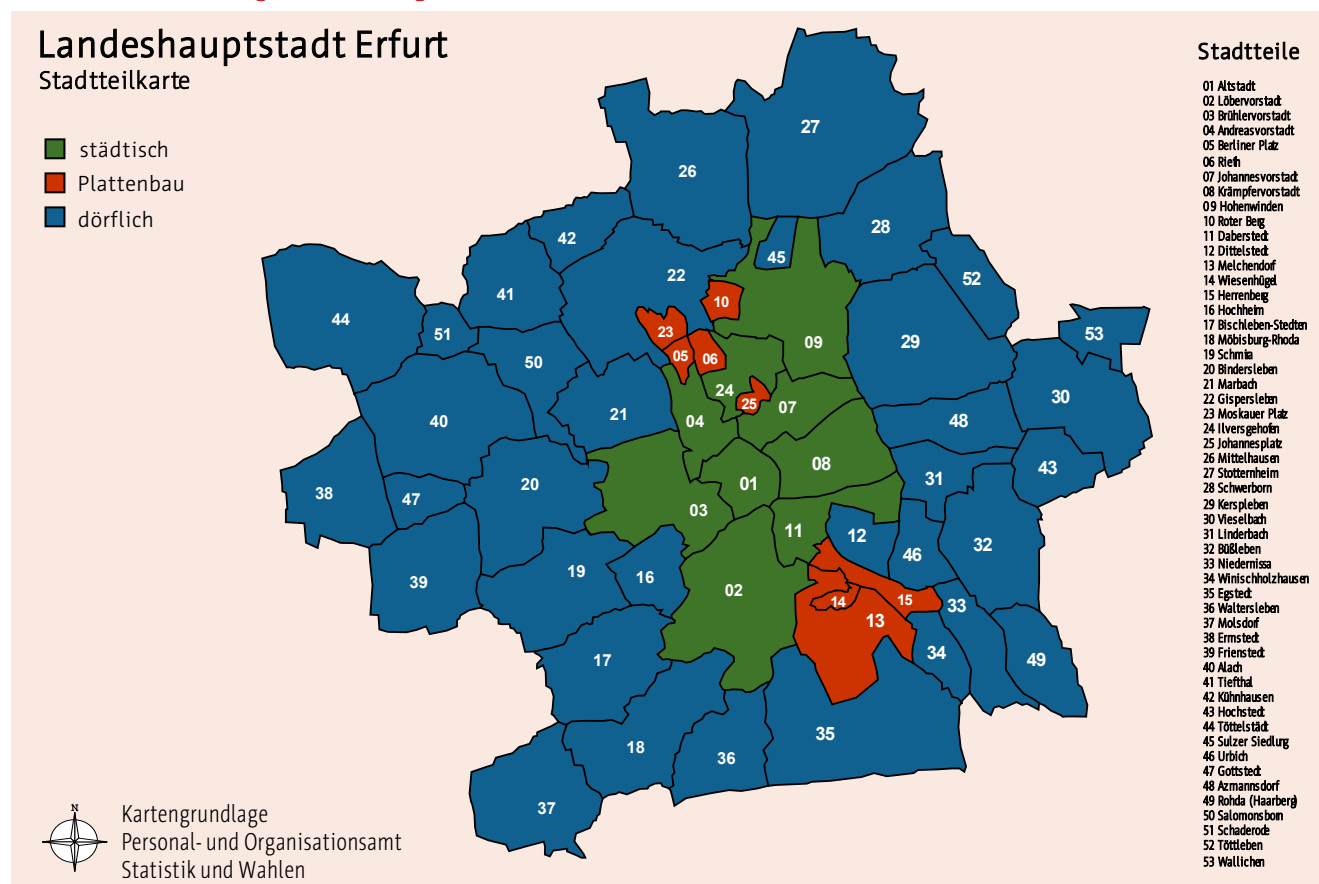 Landeshauptstadt Erfurt
Stadtteilkarte
städtisch
Plattenbau
dörflich
Stadtteile
01 Altstadt
02 Löbervorstadt
03 Brühlervorstadt
04 Andreasvorstadt
05 Berliner Platz
06 Rieth
07 Johannesvorstadt
08 Krämpfervorstadt
09 Hohenwinden
10 Roter Berg
11 Daberstedt
12 Dittelstedt
13 Melchendorf
14 Wiesenhügel
15 Herrenberg
16 Hochheim
17 Bischleben-Stedten
18 Möbisburg-Rhoda
19 Schmira
20 Bindersleben
21 Marbach
22 Gispersleben
23 Moskauer Platz
24 Ilversgehofen
25 Johannesplatz
26 Mittelhausen
27 Stotternheim
28 Schwerborn
29 Kerspleben
30 Vieselbach
31 Linderbach
32 Büßleben
33 Niedernissa
34 Winischholzhausen
35 Egstedt
36 Waltersleben
37 Molsdorf
38 Ermstedt
39 Frienstedt
40 Alach
41 Tiefthal
42 Kühnhausen
43 Hochstedt
44 Töttelstädt
45 Sulzer Siedlung
46 Urbich
47 Gottstedt
48 Azmannsdorf
49 Rohda (Haarberg)
50 Salomonsborn
51 Schaderode
52 Töttleben
53 Wallichen
27
26
28
42
45
22
52
41
10
44
23
53
51
09
29
05
06
50
24
30
25
07
21
04
48
40
08
43
31
01
20
38
47
03
11
12
32
46
19
16
39
02
14
15
33
13
34
17
49
35
18
36
37
N
Kartengrundlage
Personal- und Organisationsamt
Statistik und Wahlen